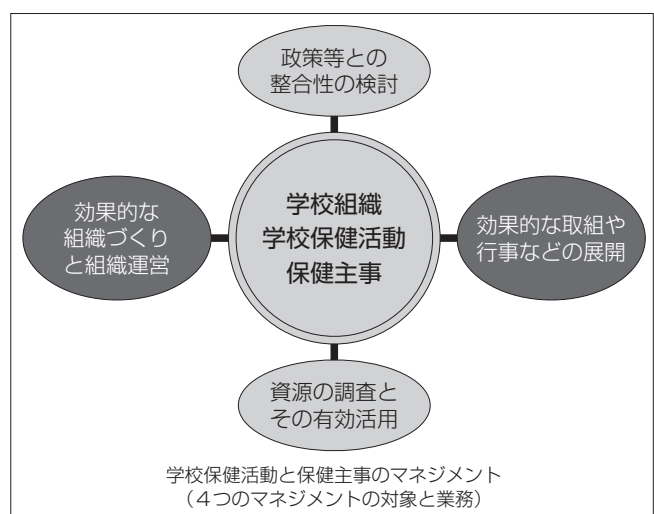 政策等との
整合性の検討
効果的な
組織づくり
と組織運営
学校組織
学校保健活動
保健主事
効果的な取組や
行事などの展開
資源の調査と
その有効活用
学校保健活動と保健主事のマネジメント
（４つのマネジメントの対象と業務）